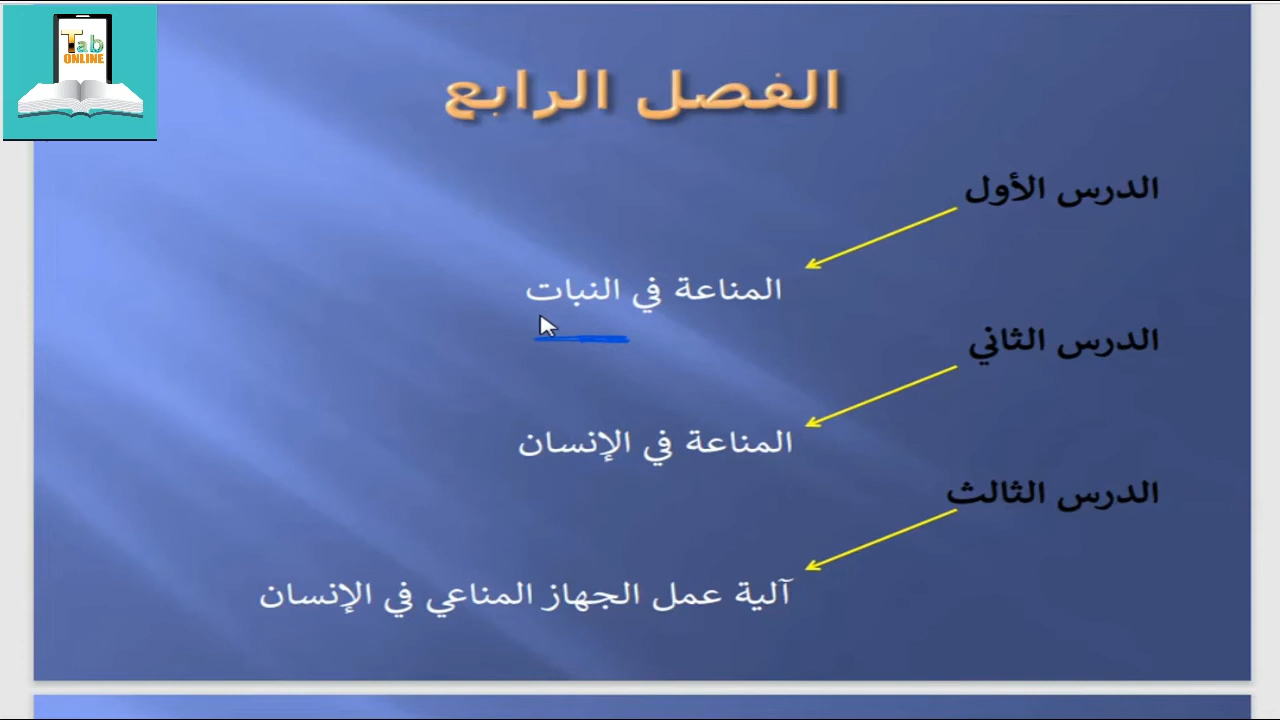 Tab
ONLINE
الفصل الرابع
الدرس الأول
المناعة في النبات
الدرس الثاني
المناعة في الإنسان
الدرس الثالث
آلية عمل الجهاز المناعي في الإنسان